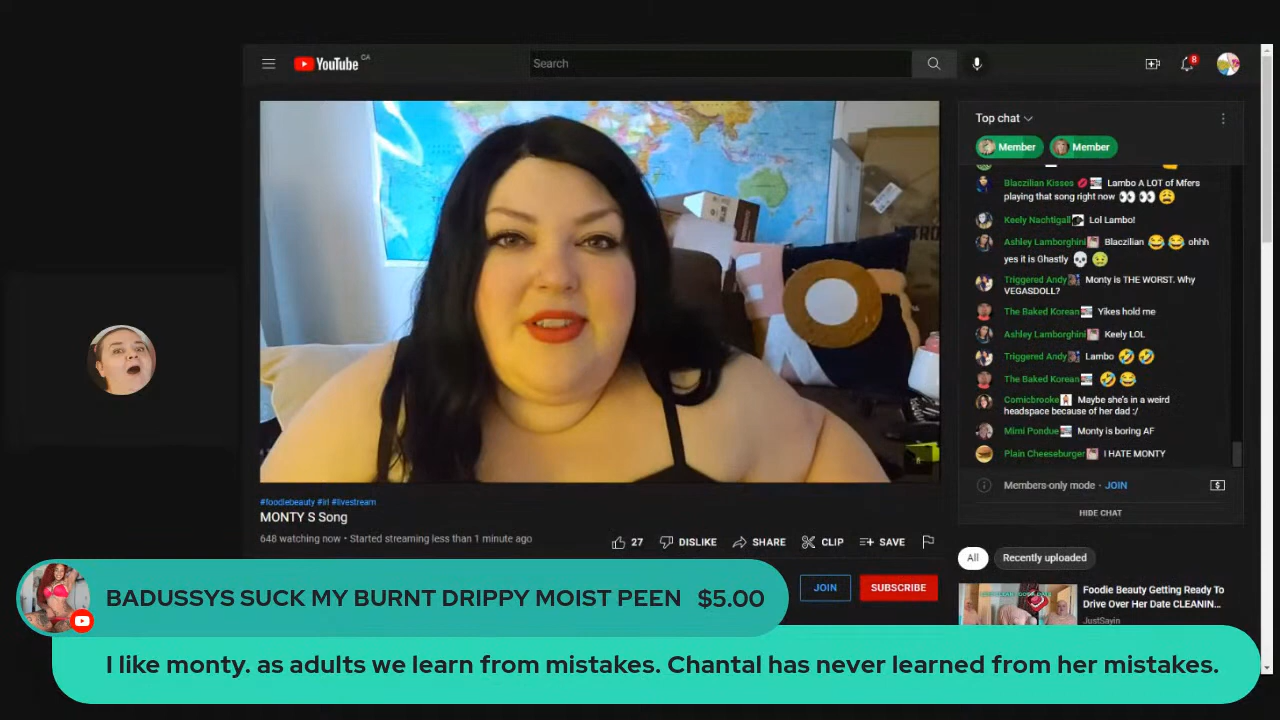 YouTube CA
Search
8
Top chat
Member Member
Blaczilian Kisses Lambo A LOT of Mfers
playing that song right now
Keely Nachtigall Lol Lambo!
Ashley Lamborghini Blaczilian ohhh
yes it is Ghastly
Triggered Andy Monty is THE WORST. Why
VEGASDOLL?
The Baked Korean Yikes hold me
Ashley Lamborghini Keely LOL
Triggered Andy Lambo
The Baked Korean
Comicbrooke Maybe she's in a weird
headspace because of her dad :/
Mimi Pondue Monty is boring AF
Plain Cheeseburger I HATE MONTY
Members-only mode · JOIN
HIDE CHAT
#foodiebeauty #irl #livestream
MONTY S Song
648 watching now • Started streaming less than 1 minute ago
27 DISLIKE SHARE CLIP SAVE
JOIN SUBSCRIBE
All Recently uploaded
Foodie Beauty Getting Ready To
Drive Over Her Date CLEANIN...
JustSayin
BADUSSYS SUCK MY BURNT DRIPPY MOIST PEEN $5.00
I like monty. as adults we learn from mistakes. Chantal has never learned from her mistakes.